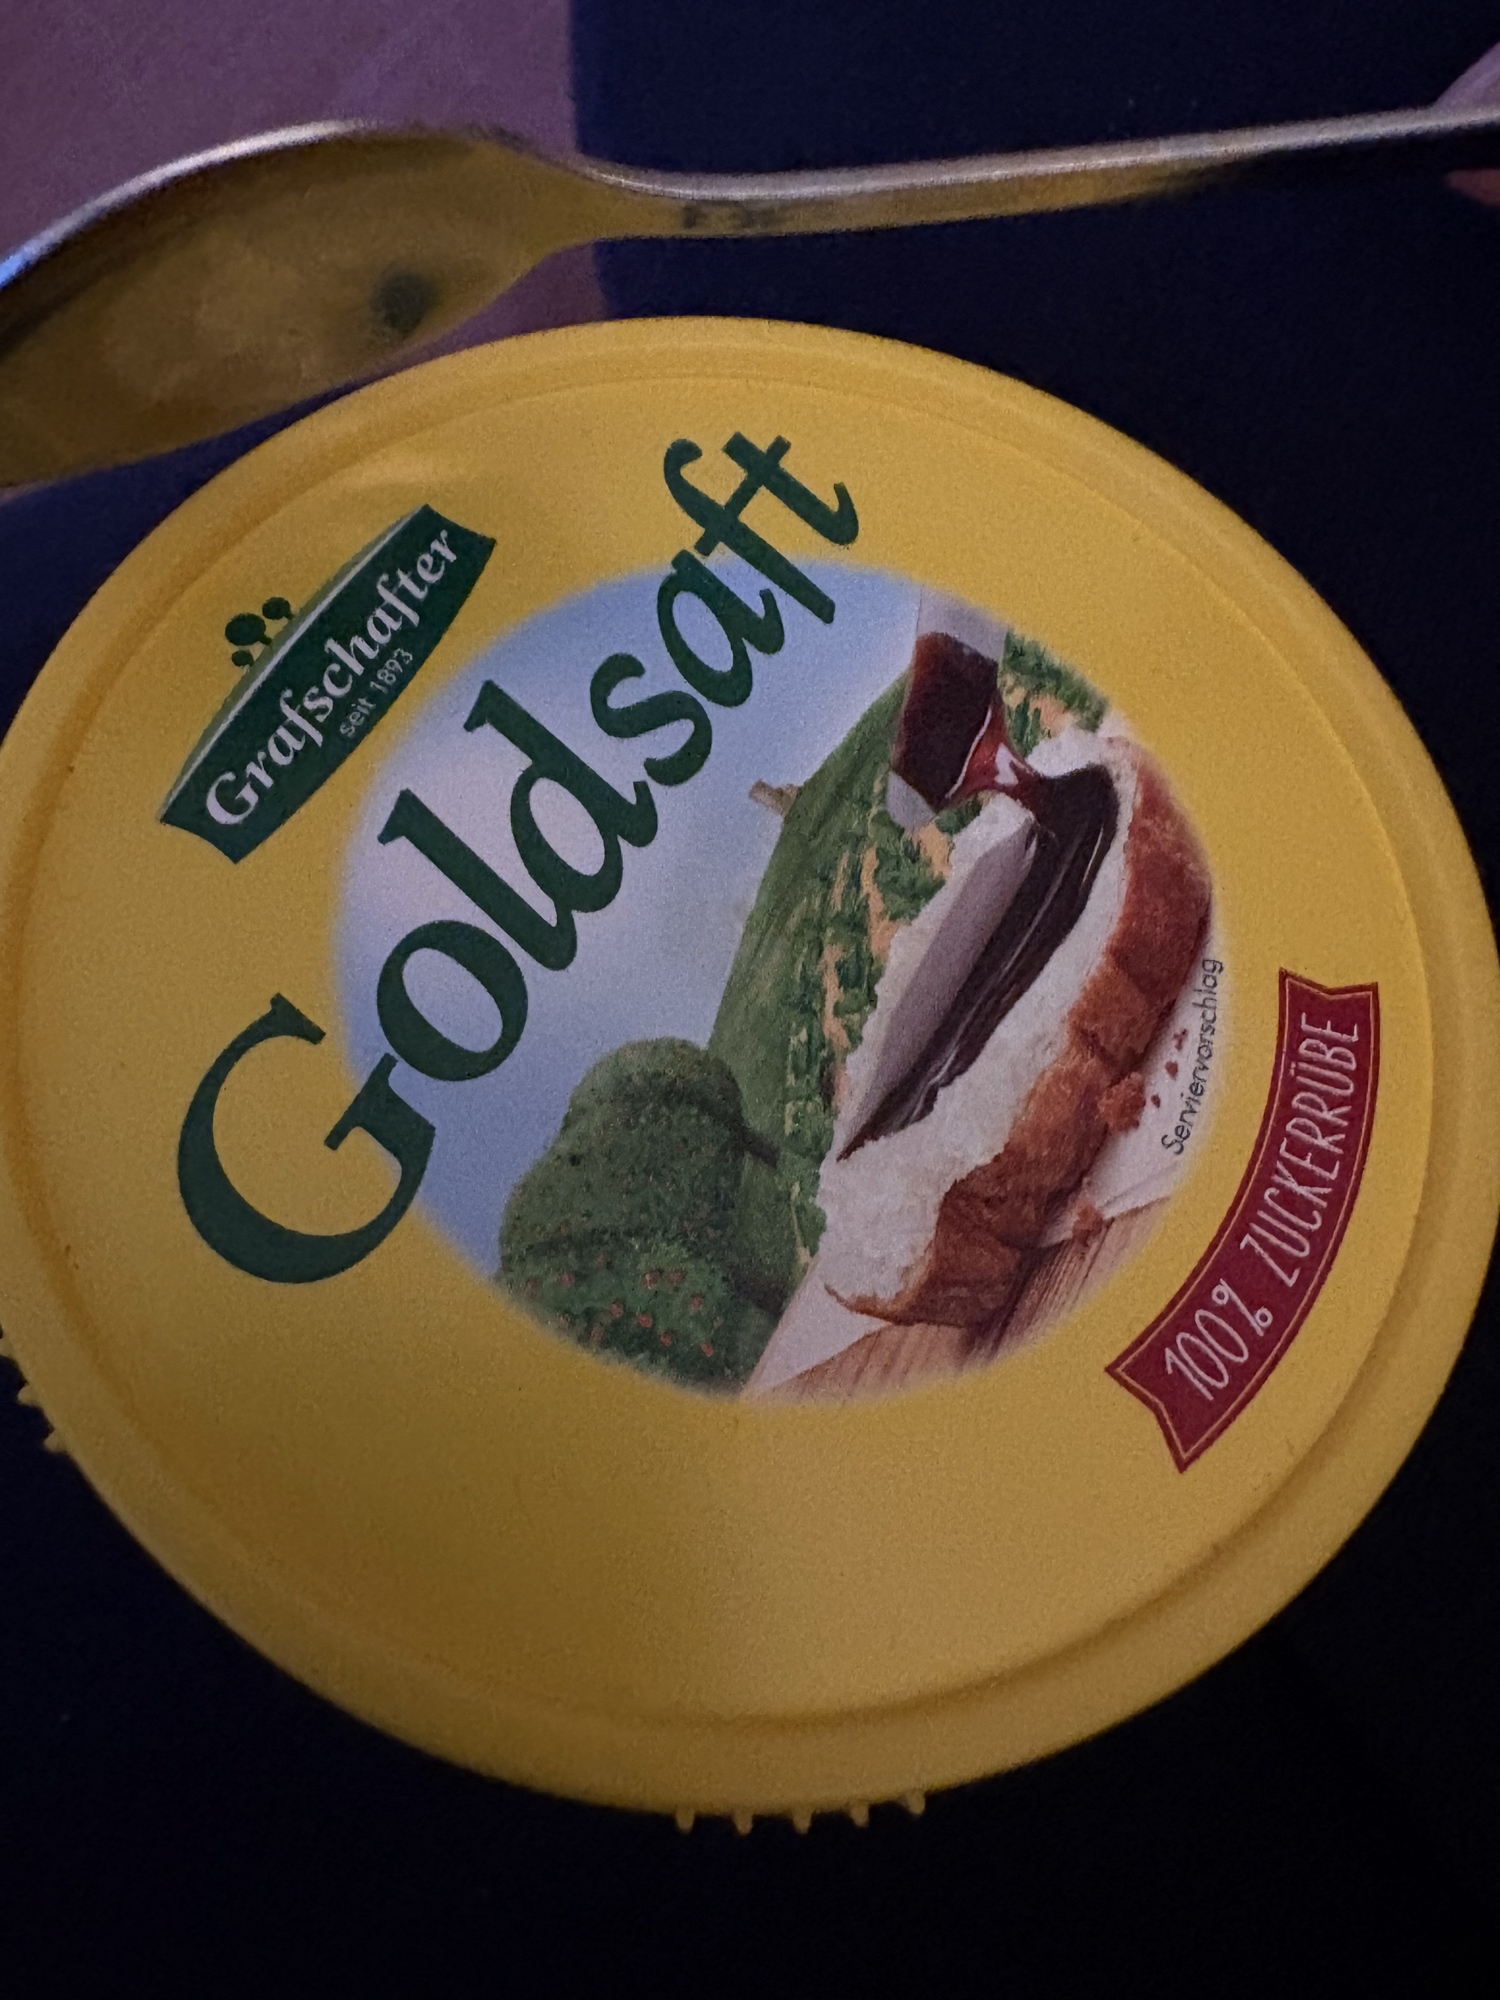 Grafschafter
seit 1893
Goldsaft
Serviervorschlag
100% ZUCKERRÜBE